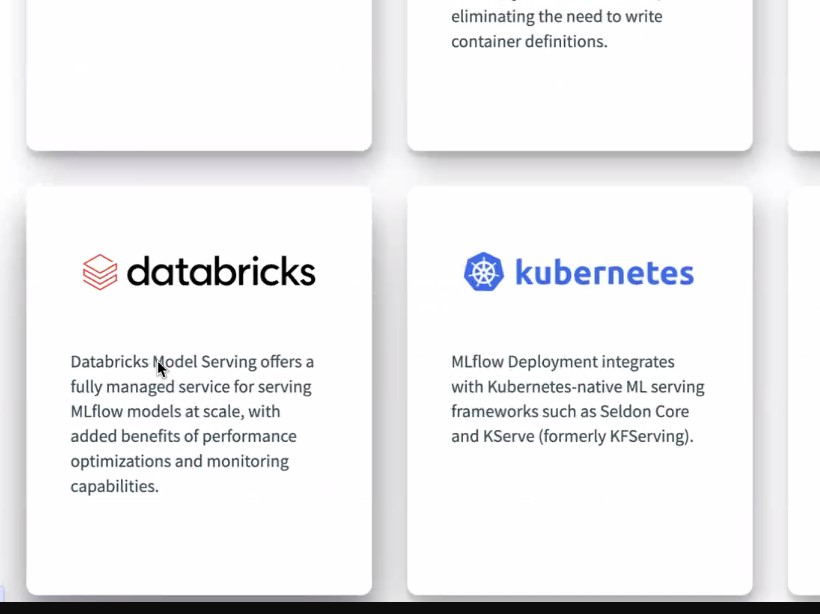 eliminating the need to write
container definitions.
databricks
Databricks Model Serving offers a
fully managed service for serving
MLflow models at scale, with
added benefits of performance
optimizations and monitoring
capabilities.
kubernetes
MLflow Deployment integrates
with Kubernetes-native ML serving
frameworks such as Seldon Core
and KServe (formerly KFServing).